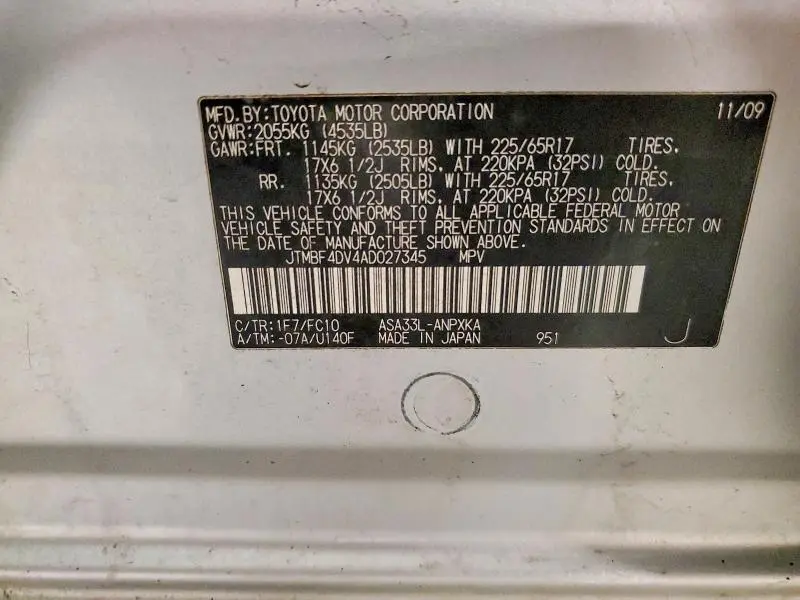 MFD.BY:TOYOTA MOTOR CORPORATION 11/09
GVWR:2055KG (4535LB)
GAWR:FRT. 1145KG (2535LB) WITH 225/65R17 TIRES,
17X6 1/2J RIMS, AT 220KPA (32PSI) COLD.
RR. 1135KG (2505LB) WITH 225/65R17 TIRES,
17X6 1/2J RIMS, AT 220KPA (32PSI) COLD.
THIS VEHICLE CONFORMS TO ALL APPLICABLE FEDERAL MOTOR
VEHICLE SAFETY AND THEFT PREVENTION STANDARDS IN EFFECT ON
THE DATE OF MANUFACTURE SHOWN ABOVE.
JTMBF4DV4AD027345 MPV
C/TR:1F7/FC10 ASA33L-ANPXKA
A/TM:-07A/U140F MADE IN JAPAN 951 J